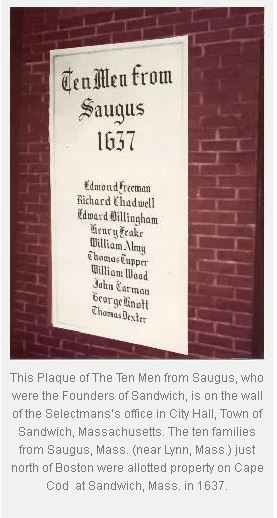 Ten Men from
Saugus
1637
Edmond Freeman
Richard Chadwell
Edward Dillingham
Henry Feake
William Almy
Thomas Tupper
William Wood
John Carman
George Knott
Thomas Dexter
This Plaque of The Ten Men from Saugus, who
were the Founders of Sandwich, is on the wall
of the Selectmans's office in City Hall, Town of
Sandwich, Massachusetts. The ten families
from Saugus, Mass. (near Lynn, Mass.) just
north of Boston were allotted property on Cape
Cod at Sandwich, Mass. in 1637.